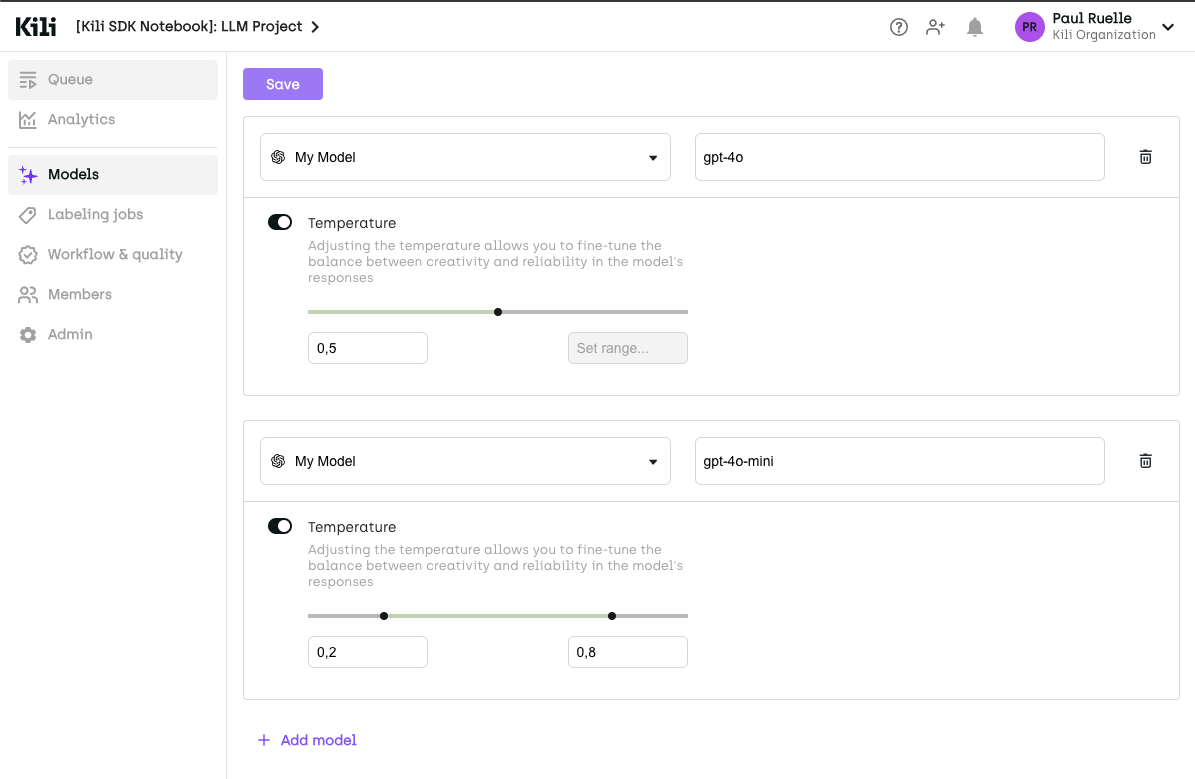 Kili
[Kili SDK Notebook]: LLM Project
PR
Paul Ruelle
Kili Organization
Queue
Analytics
Models
Labeling jobs
Workflow & quality
Members
Admin
Save
My Model
gpt-4o
Temperature
Adjusting the temperature allows you to fine-tune the
balance between creativity and reliability in the model's
responses
0,5
Set range...
My Model
gpt-4o-mini
Temperature
Adjusting the temperature allows you to fine-tune the
balance between creativity and reliability in the model's
responses
0,2
0,8
+ Add model